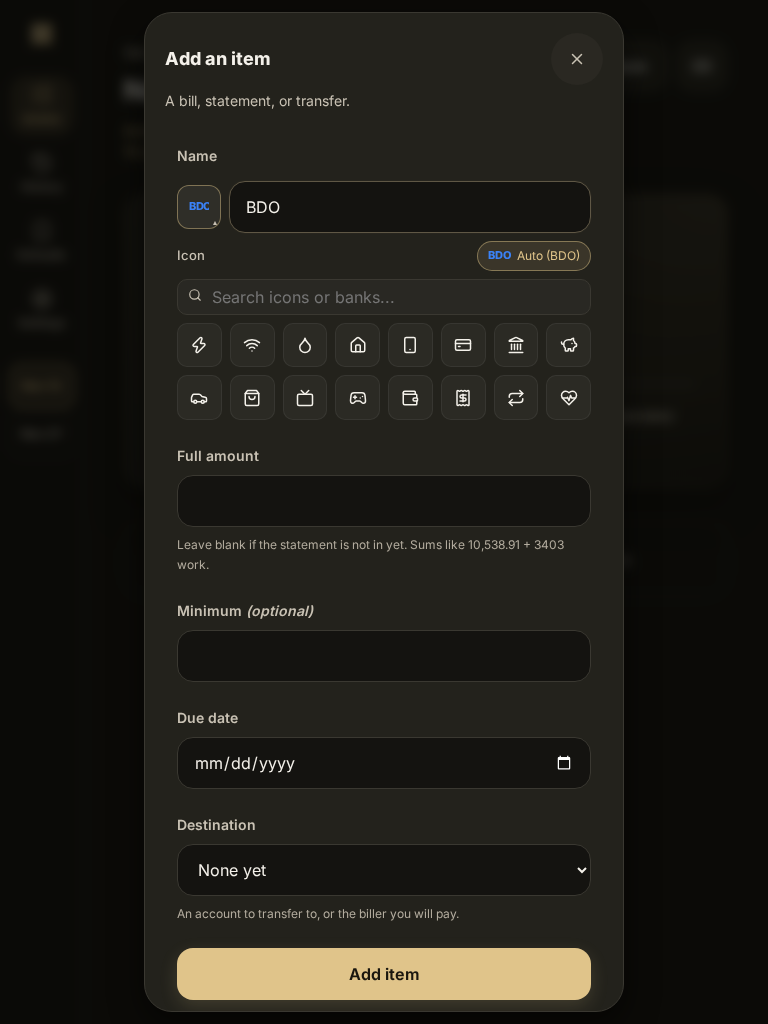 Add an item
A bill, statement, or transfer.
Name
BDO
BDO
Icon
BDO Auto (BDO)
Search icons or banks...
Full amount
Leave blank if the statement is not in yet. Sums like 10,538.91 + 3403
work.
Minimum (optional)
Due date
mm/dd/yyyy
Destination
None yet
An account to transfer to, or the biller you will pay.
Add item